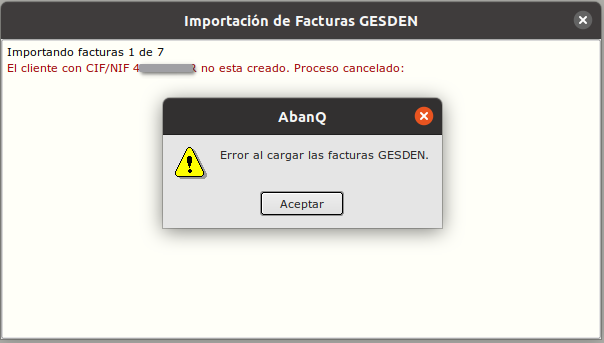 Importación de Facturas GESDEN
Importando facturas 1 de 7
El cliente con CIF/NIF 4 R no esta creado. Proceso cancelado:
AbanQ
Error al cargar las facturas GESDEN.
Aceptar